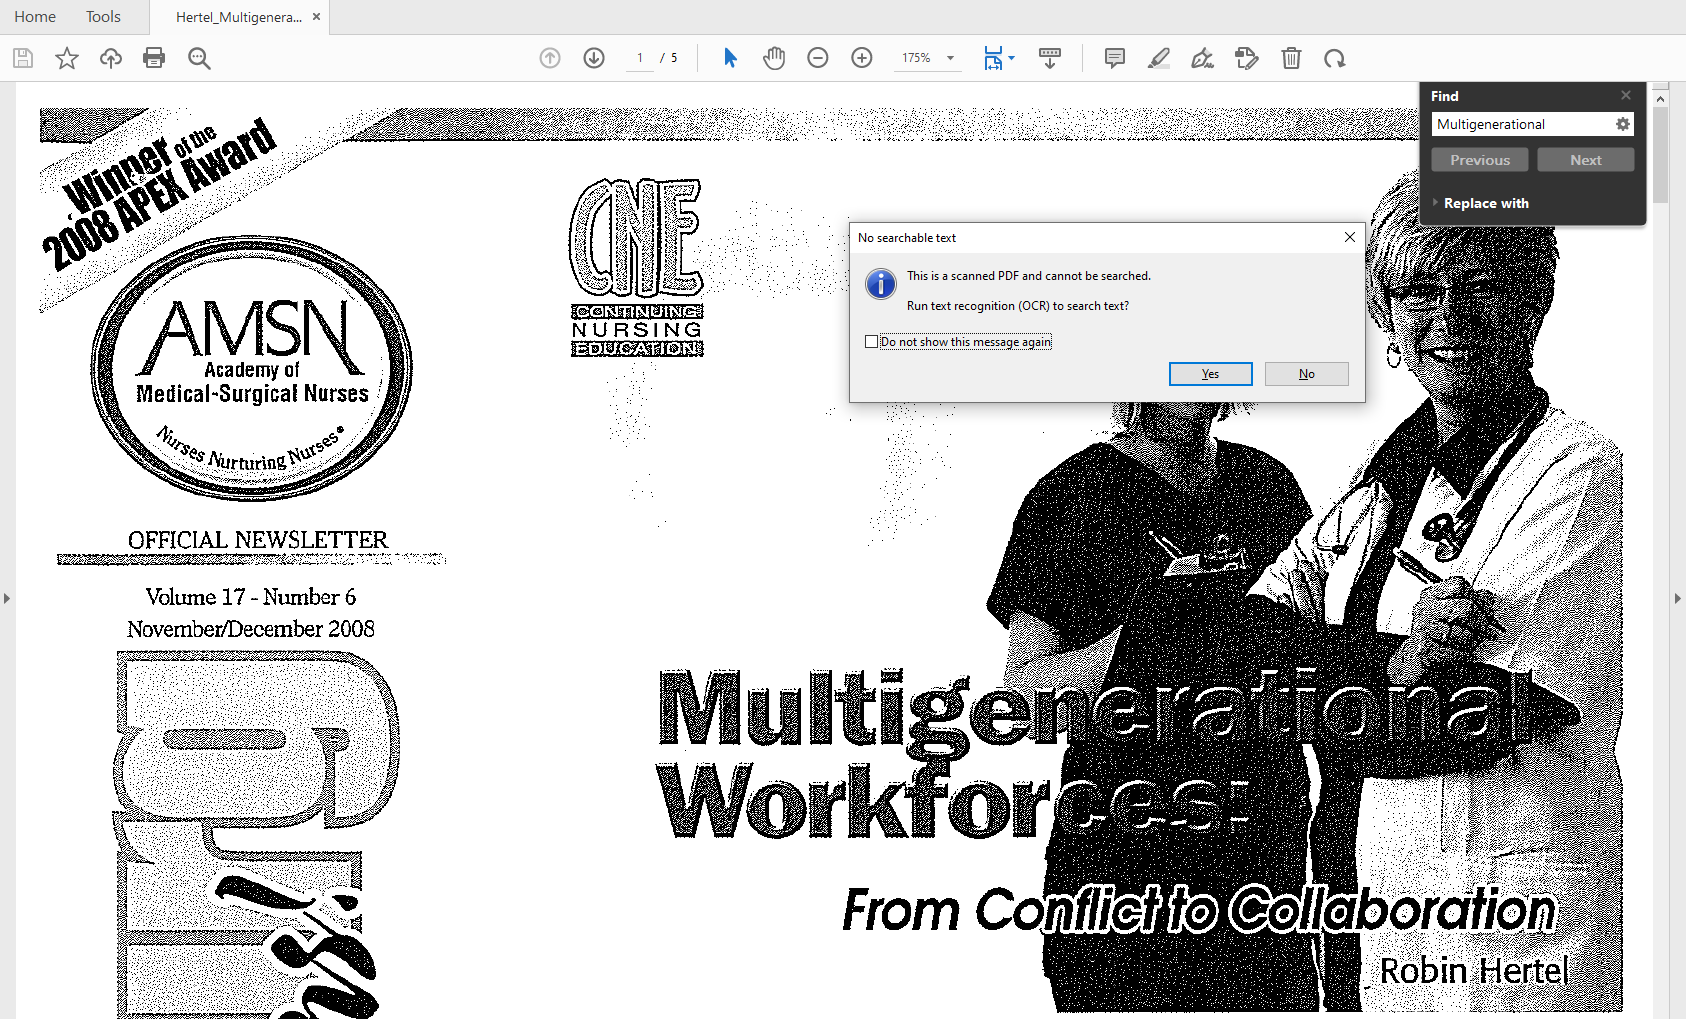 Home Tools Hertel_Multigenera...
1 / 5 175%
Find
Multigenerational
Previous Next
Replace with
Winner of the
2008 APEX Award
CNE
CONTINUING
NURSING
EDUCATION
No searchable text
This is a scanned PDF and cannot be searched.
Run text recognition (OCR) to search text?
Do not show this message again
Yes No
AMSN
Academy of
Medical-Surgical Nurses
Nurses Nurturing Nurses®
OFFICIAL NEWSLETTER
Volume 17 - Number 6
November/December 2008
Multigenerational
Workforces:
From Conflict to Collaboration
Robin Hertel